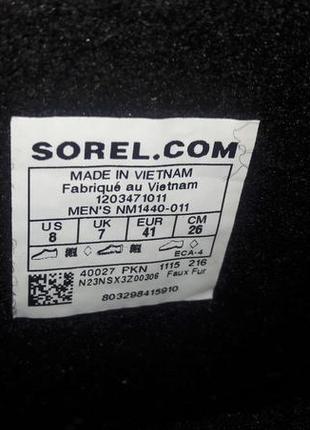 SOREL.COM
MADE IN VIETNAM
Fabriqué au Vietnam
1203471011
MEN'S NM1440-011
US UK EUR CM
8 7 41 26
ECA-4
40027 PKN 1115 216
N23NSX3Z00306 Faux Fur
803298415910